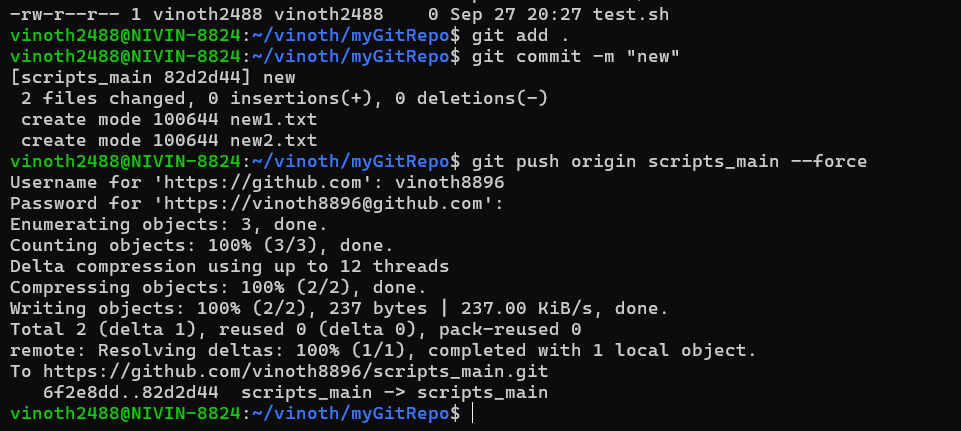 -rw-r--r-- 1 vinoth2488 vinoth2488    0 Sep 27 20:27 test.sh
vinoth2488@NIVIN-8824:~/vinoth/myGitRepo$ git add .
vinoth2488@NIVIN-8824:~/vinoth/myGitRepo$ git commit -m "new"
[scripts_main 82d2d44] new
 2 files changed, 0 insertions(+), 0 deletions(-)
 create mode 100644 new1.txt
 create mode 100644 new2.txt
vinoth2488@NIVIN-8824:~/vinoth/myGitRepo$ git push origin scripts_main --force
Username for 'https://github.com': vinoth8896
Password for 'https://vinoth8896@github.com':
Enumerating objects: 3, done.
Counting objects: 100% (3/3), done.
Delta compression using up to 12 threads
Compressing objects: 100% (2/2), done.
Writing objects: 100% (2/2), 237 bytes | 237.00 KiB/s, done.
Total 2 (delta 1), reused 0 (delta 0), pack-reused 0
remote: Resolving deltas: 100% (1/1), completed with 1 local object.
To https://github.com/vinoth8896/scripts_main.git
   6f2e8dd..82d2d44  scripts_main -> scripts_main
vinoth2488@NIVIN-8824:~/vinoth/myGitRepo$